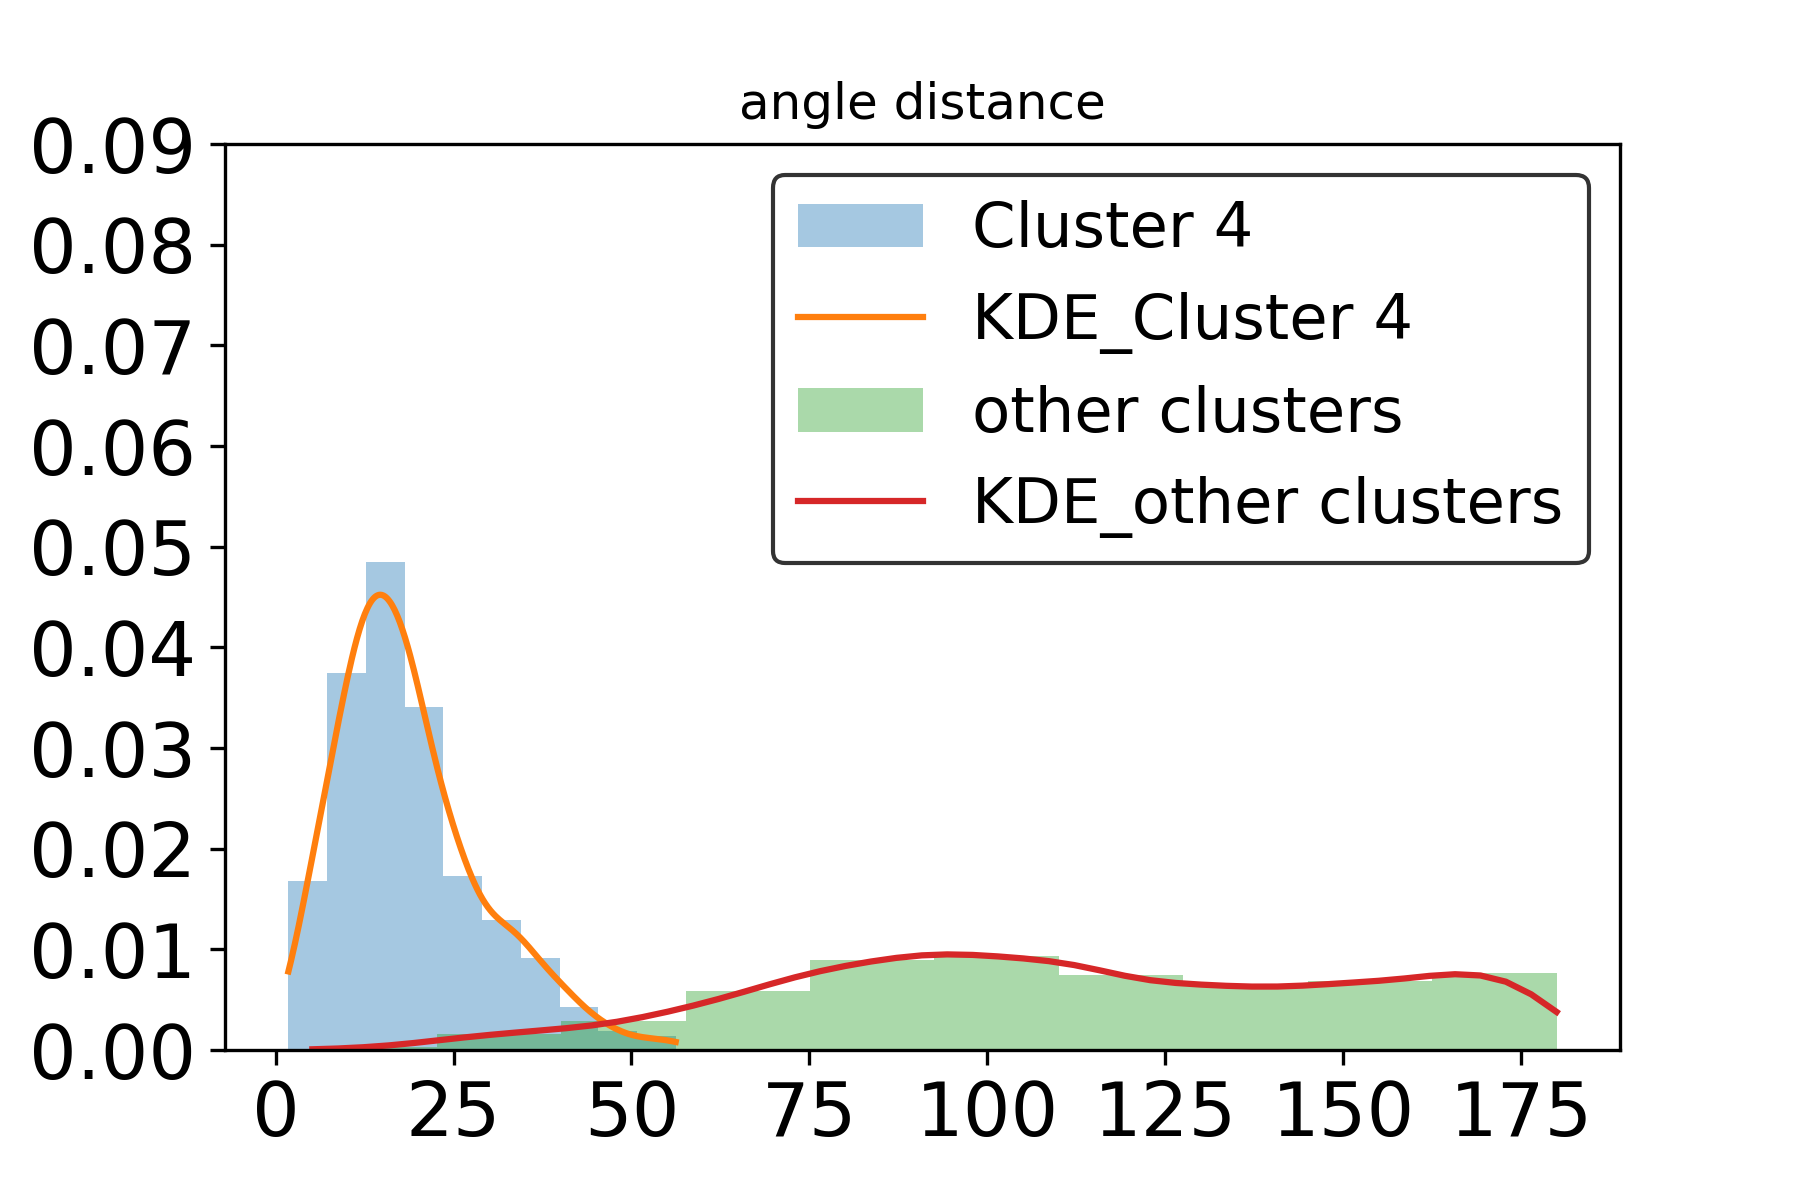 angle distance
0.09
0.08
0.07
0.06
0.05
0.04
0.03
0.02
0.01
0.00
Cluster 4
KDE_Cluster 4
other clusters
KDE_other clusters
0 25 50 75 100 125 150 175